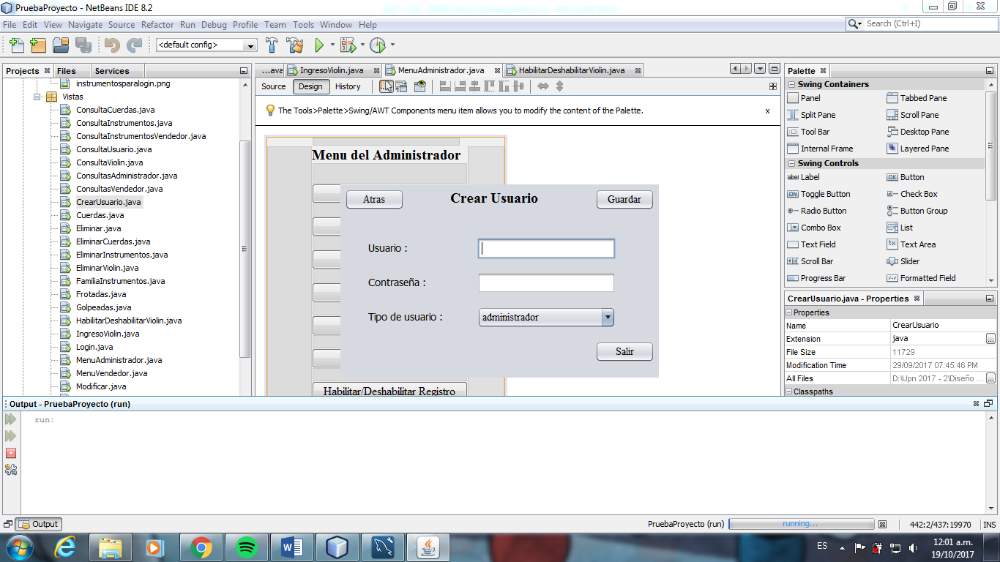 PruebaProyecto - NetBeans IDE 8.2
File Edit View Navigate Source Refactor Run Debug Profile Team Tools Window Help
Search (Ctrl+I)
<default config>
Projects Files Services
...ava IngresoViolin.java MenuAdministrador.java HabilitarDeshabilitarViolin.java
Source Design History
The Tools>Palette>Swing/AWT Components menu item allows you to modify the content of the Palette. x
instrumentosparalogin.png
Vistas
ConsultaCuerdas.java
ConsultaInstrumentos.java
ConsultaInstrumentosVendedor.java
ConsultaUsuario.java
ConsultaViolin.java
ConsultasAdministrador.java
ConsultasVendedor.java
CrearUsuario.java
Cuerdas.java
Eliminar.java
EliminarCuerdas.java
EliminarInstrumentos.java
EliminarViolin.java
FamiliaInstrumentos.java
Frotadas.java
Golpeadas.java
HabilitarDeshabilitarViolin.java
IngresoViolin.java
Login.java
MenuAdministrador.java
MenuVendedor.java
Modificar.java
Menu del Administrador
Atras Crear Usuario Guardar
Usuario :
Contraseña :
Tipo de usuario : administrador
Salir
Habilitar/Deshabilitar Registro
Palette
Swing Containers
Panel Tabbed Pane
Split Pane Scroll Pane
Tool Bar Desktop Pane
Internal Frame Layered Pane
Swing Controls
label Label OK Button
ON Toggle Button Check Box
Radio Button Button Group
Combo Box List
Text Field tx Text Area
Scroll Bar Slider
Progress Bar Formatted Field
CrearUsuario.java - Properties
Properties
Name CrearUsuario
Extension java ...
File Size 11729
Modification Time 29/09/2017 07:45:46 PM
All Files D:\Upn 2017 - 2\Diseño ... ...
Classpaths
Output - PruebaProyecto (run)
run:
Output
PruebaProyecto (run) running... 442:2/437:19970 INS
ES 12:01 a.m.
19/10/2017